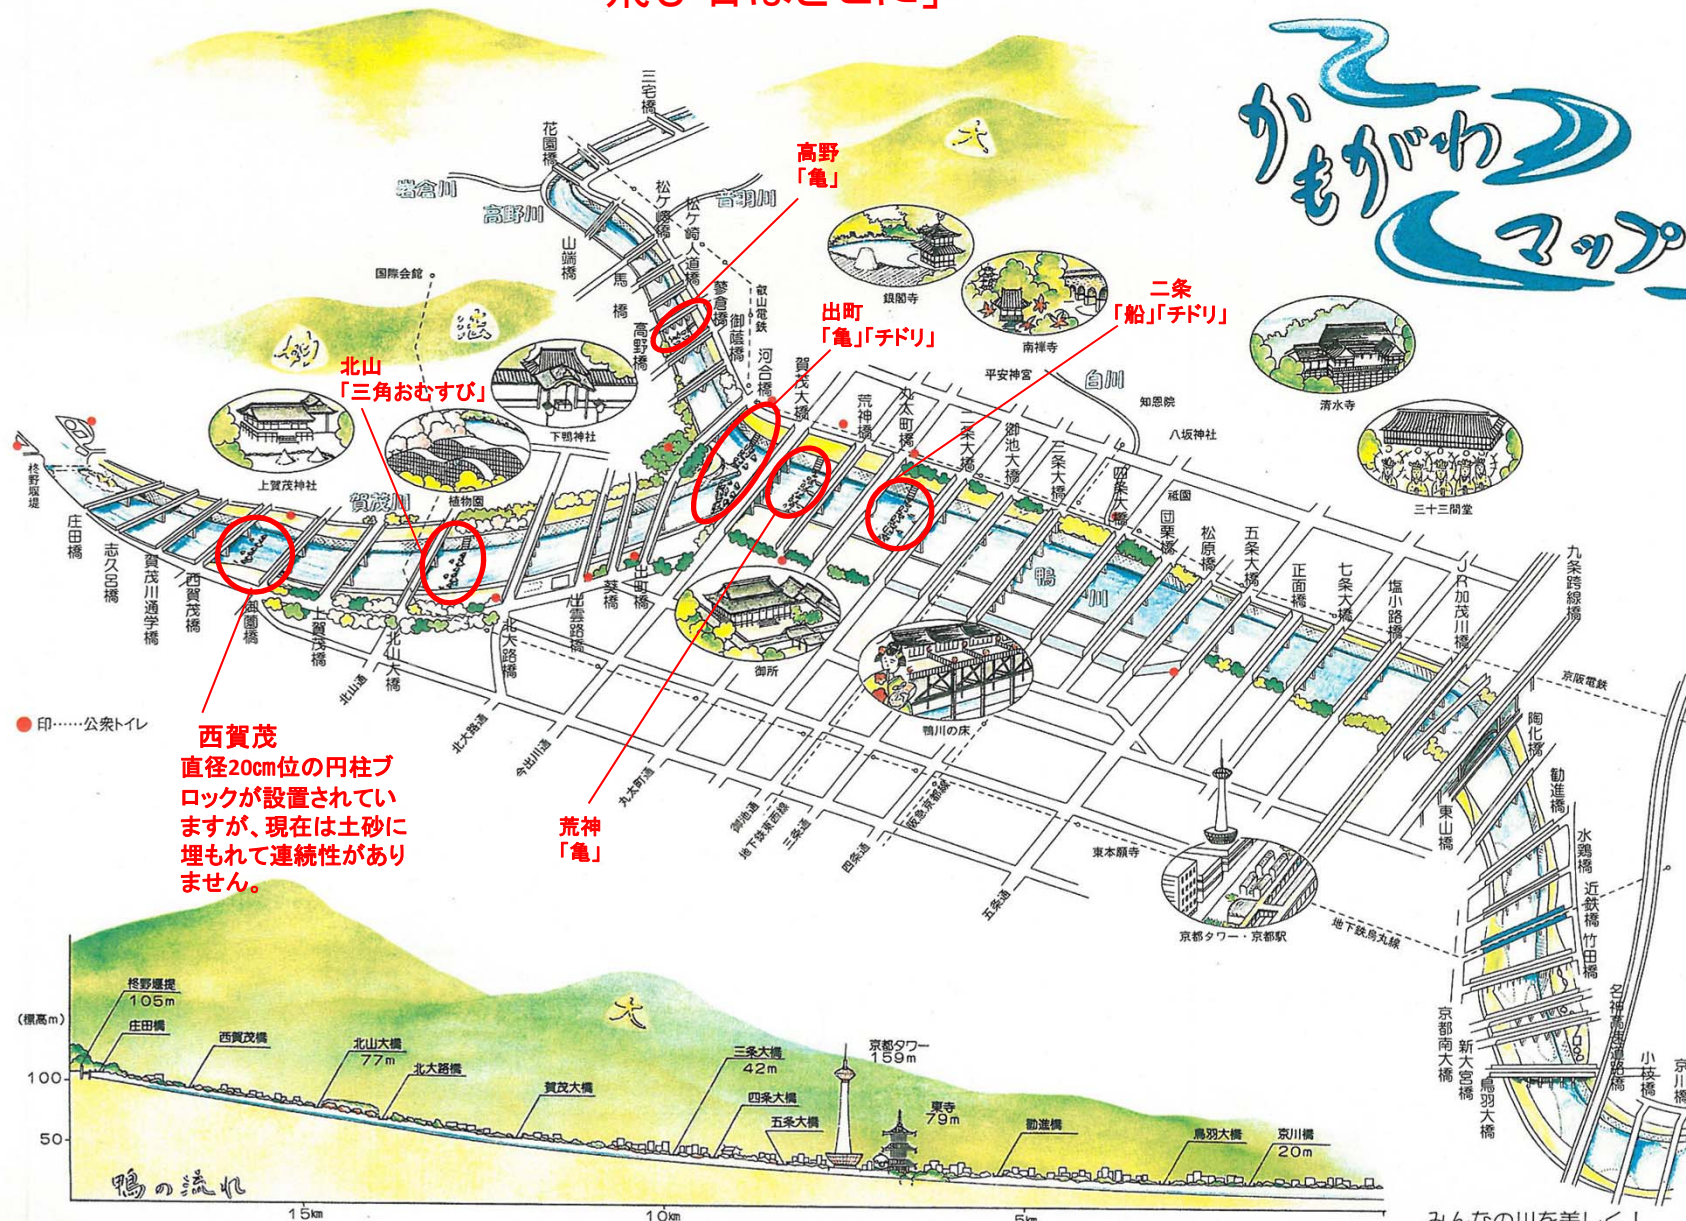 飛び石はどこに」
かもがわ
マップ
三宅橋
花園橋
岩倉川
高野川
松ケ崎橋
音羽川
松ケ崎人道橋
山端橋
馬橋
国際会館
高野橋
蓼倉橋
御蔭橋
叡山電鉄
河合橋
高野
「亀」
出町
「亀」「チドリ」
二条
「船」「チドリ」
北山
「三角おむすび」
銀閣寺
南禅寺
平安神宮
白川
知恩院
八坂神社
清水寺
三十三間堂
祇園
下鴨神社
上賀茂神社
植物園
賀茂川
柊野堰堤
庄田橋
志久呂橋
賀茂川通学橋
西賀茂橋
御薗橋
上賀茂橋
北山大橋
北大路橋
出雲路橋
葵橋
出町橋
賀茂大橋
荒神橋
丸太町橋
二条大橋
御池大橋
三条大橋
四条大橋
団栗橋
松原橋
五条大橋
正面橋
七条大橋
塩小路橋
JR加茂川橋
九条跨線橋
鴨川
御所
鴨川の床
京阪電鉄
陶化橋
東山橋
勧進橋
水鶏橋
近鉄橋
竹田橋
名神高速道路橋
京都南大橋
新大宮橋
鳥羽大橋
小枝橋
京川橋
北山通
北大路通
今出川通
丸太町通
御池通
地下鉄東西線
三条通
四条通
阪急京都線
五条通
東本願寺
京都タワー・京都駅
地下鉄烏丸線
印……公衆トイレ
西賀茂
直径20㎝位の円柱ブ
ロックが設置されてい
ますが、現在は土砂に
埋もれて連続性があり
ません。
荒神
「亀」
(標高m)
100
50
柊野堰堤
105m
庄田橋
西賀茂橋
北山大橋
77m
北大路橋
賀茂大橋
三条大橋
42m
四条大橋
五条大橋
京都タワー
159m
東寺
79m
勧進橋
鳥羽大橋
京川橋
20m
鴨の流れ
15km
10km
5km
みんなの川を美しく！